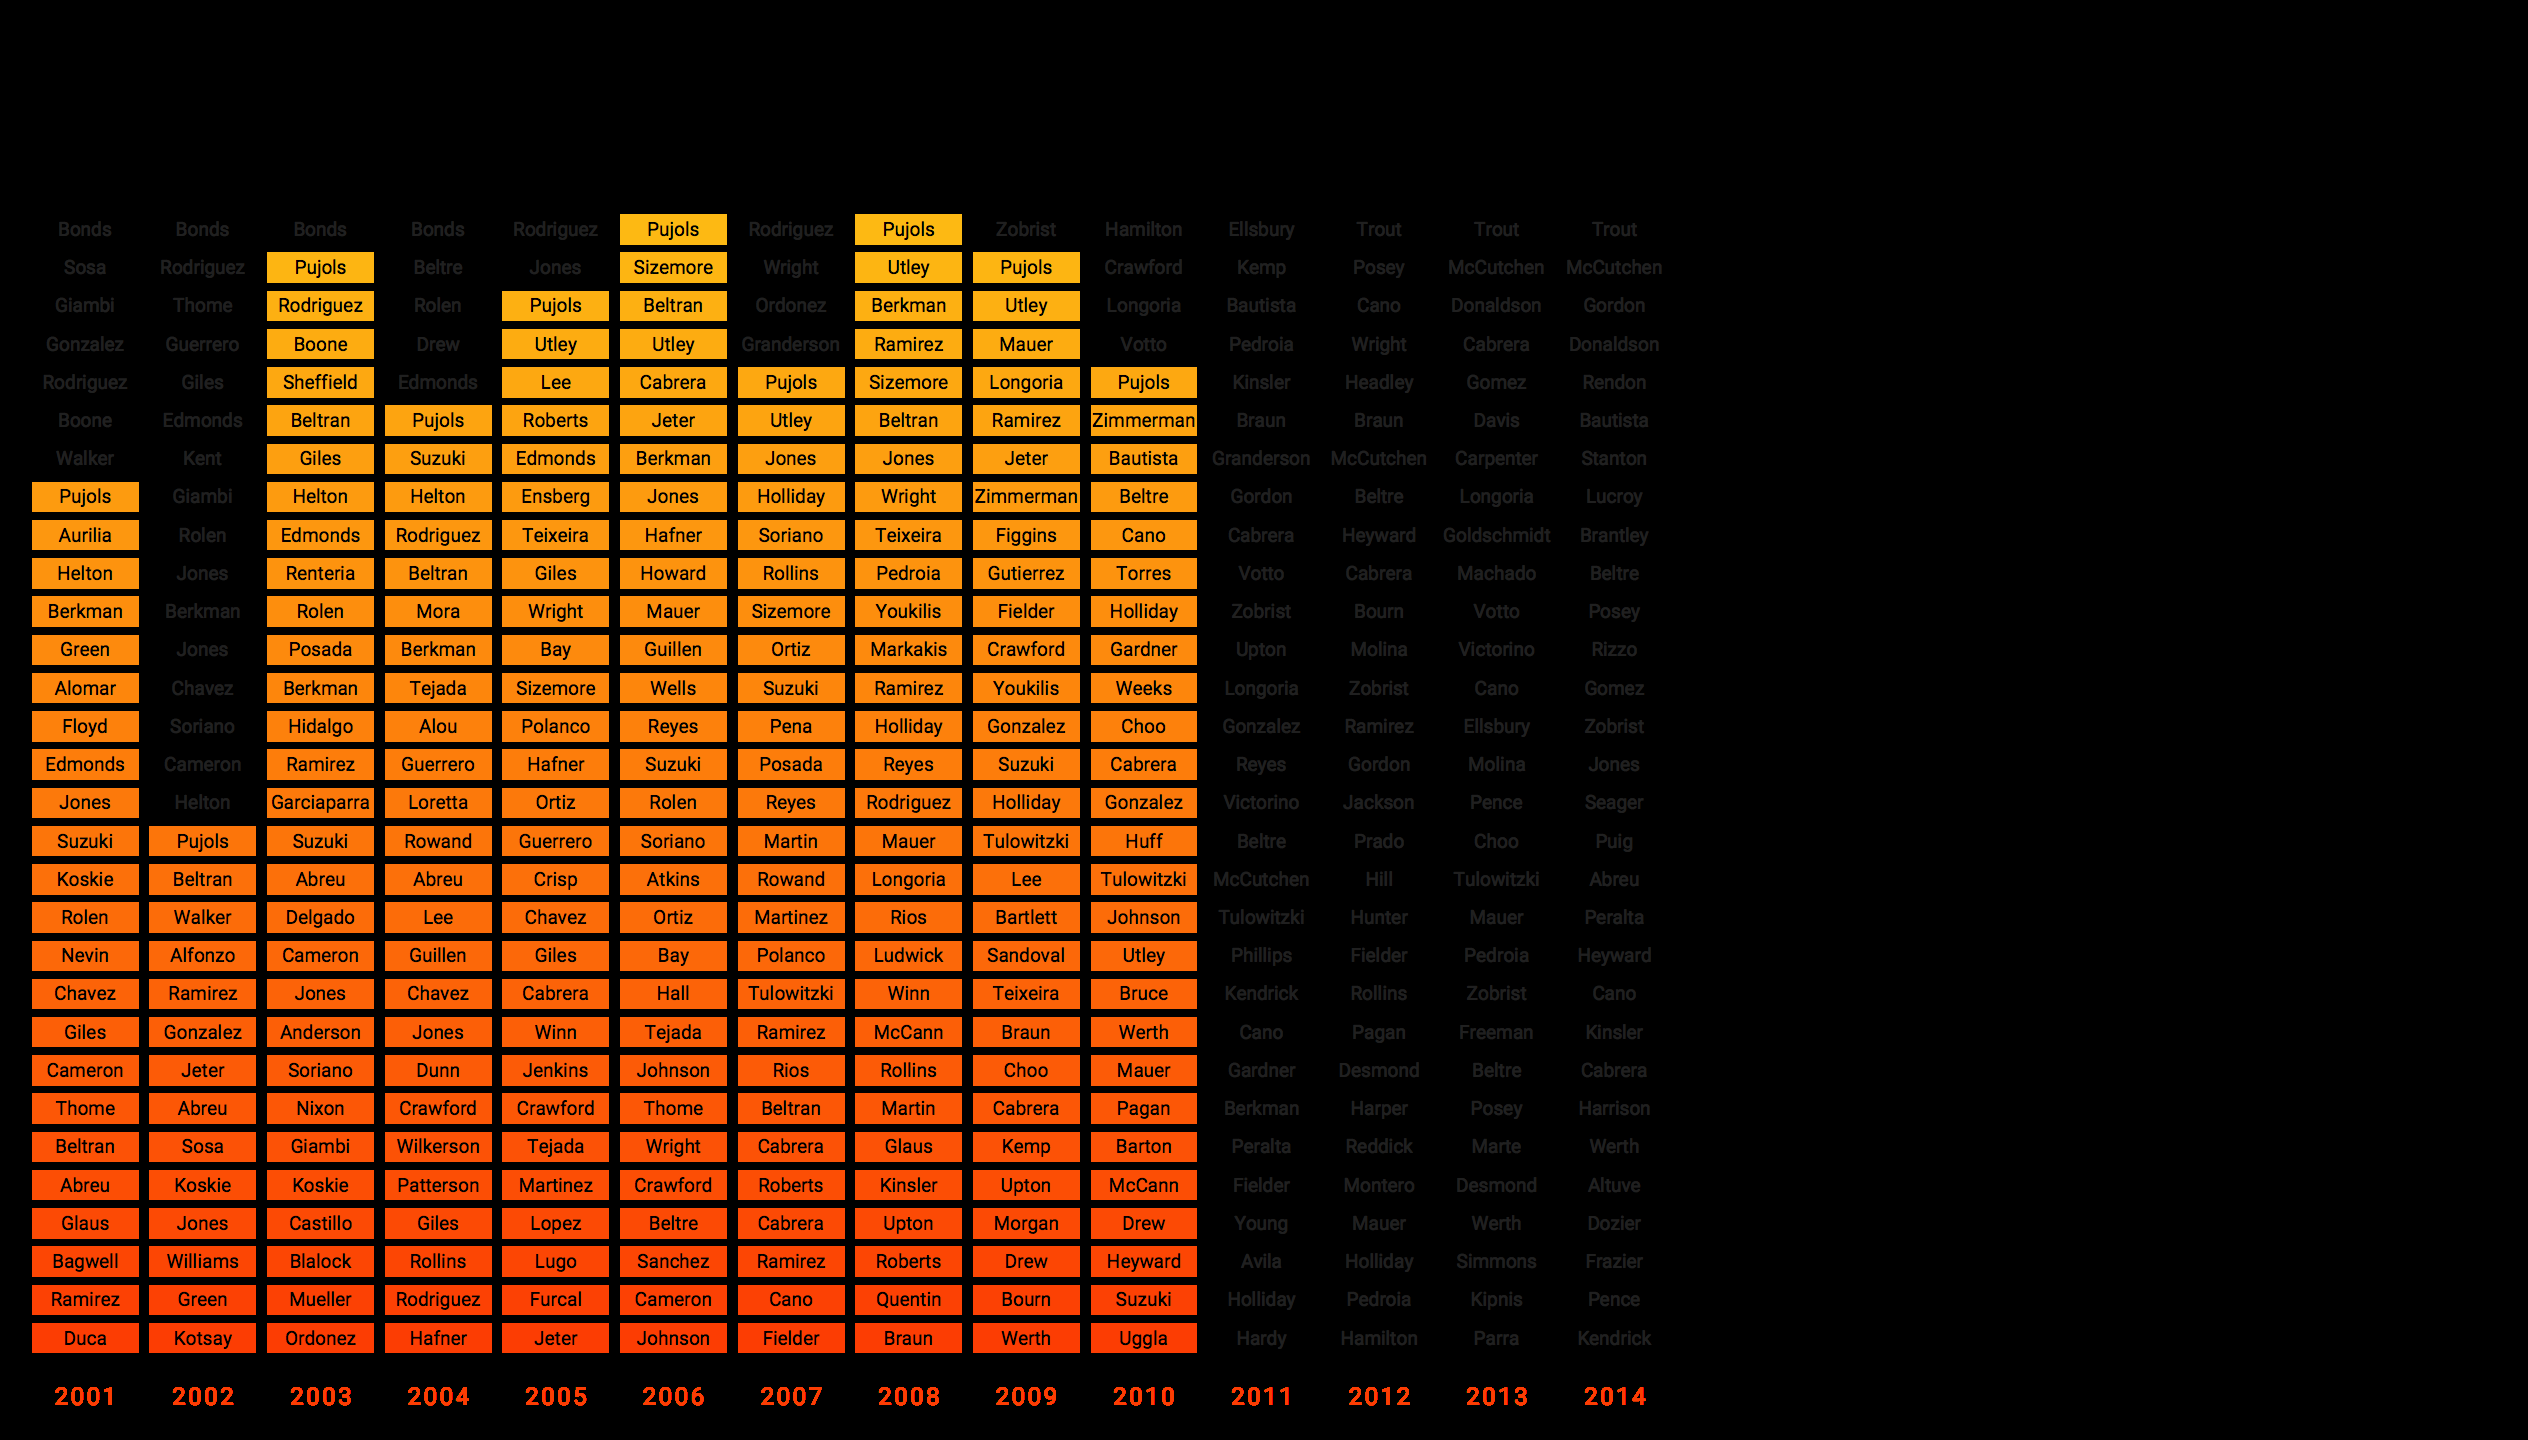 Bonds Bonds Bonds Bonds Rodriguez Pujols Rodriguez Pujols Zobrist Hamilton Ellsbury Trout Trout Trout
Sosa Rodriguez Pujols Beltre Jones Sizemore Wright Utley Pujols Crawford Kemp Posey McCutchen McCutchen
Giambi Thome Rodriguez Rolen Pujols Beltran Ordonez Berkman Utley Longoria Bautista Cano Donaldson Gordon
Gonzalez Guerrero Boone Drew Utley Utley Granderson Ramirez Mauer Votto Pedroia Wright Cabrera Donaldson
Rodriguez Giles Sheffield Edmonds Lee Cabrera Pujols Sizemore Longoria Pujols Kinsler Headley Gomez Rendon
Boone Edmonds Beltran Pujols Roberts Jeter Utley Beltran Ramirez Zimmerman Braun Braun Davis Bautista
Walker Kent Giles Suzuki Edmonds Berkman Jones Jones Jeter Bautista Granderson McCutchen Carpenter Stanton
Pujols Giambi Helton Helton Ensberg Jones Holliday Wright Zimmerman Beltre Gordon Beltre Longoria Lucroy
Aurilia Rolen Edmonds Rodriguez Teixeira Hafner Soriano Teixeira Figgins Cano Cabrera Heyward Goldschmidt Brantley
Helton Jones Renteria Beltran Giles Howard Rollins Pedroia Gutierrez Torres Votto Cabrera Machado Beltre
Berkman Berkman Rolen Mora Wright Mauer Sizemore Youkilis Fielder Holliday Zobrist Bourn Votto Posey
Green Jones Posada Berkman Bay Guillen Ortiz Markakis Crawford Gardner Upton Molina Victorino Rizzo
Alomar Chavez Berkman Tejada Sizemore Wells Suzuki Ramirez Youkilis Weeks Longoria Zobrist Cano Gomez
Floyd Soriano Hidalgo Alou Polanco Reyes Pena Holliday Gonzalez Choo Gonzalez Ramirez Ellsbury Zobrist
Edmonds Cameron Ramirez Guerrero Hafner Suzuki Posada Reyes Suzuki Cabrera Reyes Gordon Molina Jones
Jones Helton Garciaparra Loretta Ortiz Rolen Reyes Rodriguez Holliday Gonzalez Victorino Jackson Pence Seager
Suzuki Pujols Suzuki Rowand Guerrero Soriano Martin Mauer Tulowitzki Huff Beltre Prado Choo Puig
Koskie Beltran Abreu Abreu Crisp Atkins Rowand Longoria Lee Tulowitzki McCutchen Hill Tulowitzki Abreu
Rolen Walker Delgado Lee Chavez Ortiz Martinez Rios Bartlett Johnson Tulowitzki Hunter Mauer Peralta
Nevin Alfonzo Cameron Guillen Giles Bay Polanco Ludwick Sandoval Utley Phillips Fielder Pedroia Heyward
Chavez Ramirez Jones Chavez Cabrera Hall Tulowitzki Winn Teixeira Bruce Kendrick Rollins Zobrist Cano
Giles Gonzalez Anderson Jones Winn Tejada Ramirez McCann Braun Werth Cano Pagan Freeman Kinsler
Cameron Jeter Soriano Dunn Jenkins Johnson Rios Rollins Choo Mauer Gardner Desmond Beltre Cabrera
Thome Abreu Nixon Crawford Crawford Thome Beltran Martin Cabrera Pagan Berkman Harper Posey Harrison
Beltran Sosa Giambi Wilkerson Tejada Wright Cabrera Glaus Kemp Barton Peralta Reddick Marte Werth
Abreu Koskie Koskie Patterson Martinez Crawford Roberts Kinsler Upton McCann Fielder Montero Desmond Altuve
Glaus Jones Castillo Giles Lopez Beltre Cabrera Upton Morgan Drew Young Mauer Werth Dozier
Bagwell Williams Blalock Rollins Lugo Sanchez Ramirez Roberts Drew Heyward Avila Holliday Simmons Frazier
Ramirez Green Mueller Rodriguez Furcal Cameron Cano Quentin Bourn Suzuki Holliday Pedroia Kipnis Pence
Duca Kotsay Ordonez Hafner Jeter Johnson Fielder Braun Werth Uggla Hardy Hamilton Parra Kendrick
2001 2002 2003 2004 2005 2006 2007 2008 2009 2010 2011 2012 2013 2014